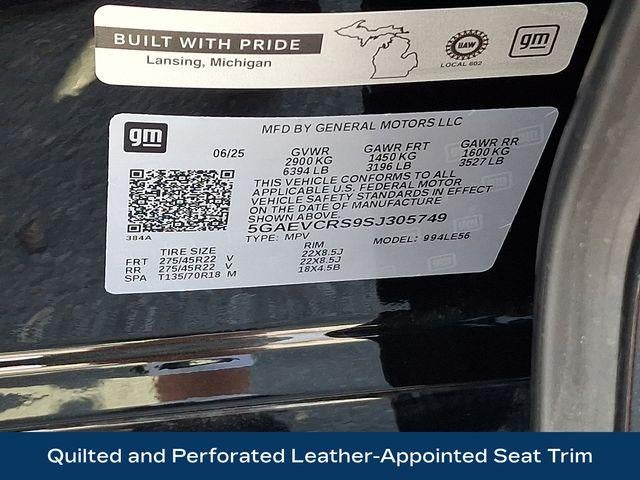 BUILT WITH PRIDE
Lansing, Michigan
UAW
LOCAL 602
gm
gm
MFD BY GENERAL MOTORS LLC
06/25 GVWR GAWR FRT GAWR RR
2900 KG 1450 KG 1600 KG
6394 LB 3196 LB 3527 LB
THIS VEHICLE CONFORMS TO ALL
APPLICABLE U.S. FEDERAL MOTOR
VEHICLE SAFETY STANDARDS IN EFFECT
ON THE DATE OF MANUFACTURE
SHOWN ABOVE.
5GAEVCRS9SJ305749
384A
TYPE: MPV MODEL: 994LE56
TIRE SIZE RIM
FRT 275/45R22 V 22X8.5J
RR 275/45R22 V 22X8.5J
SPA T135/70R18 M 18X4.5B
Quilted and Perforated Leather-Appointed Seat Trim